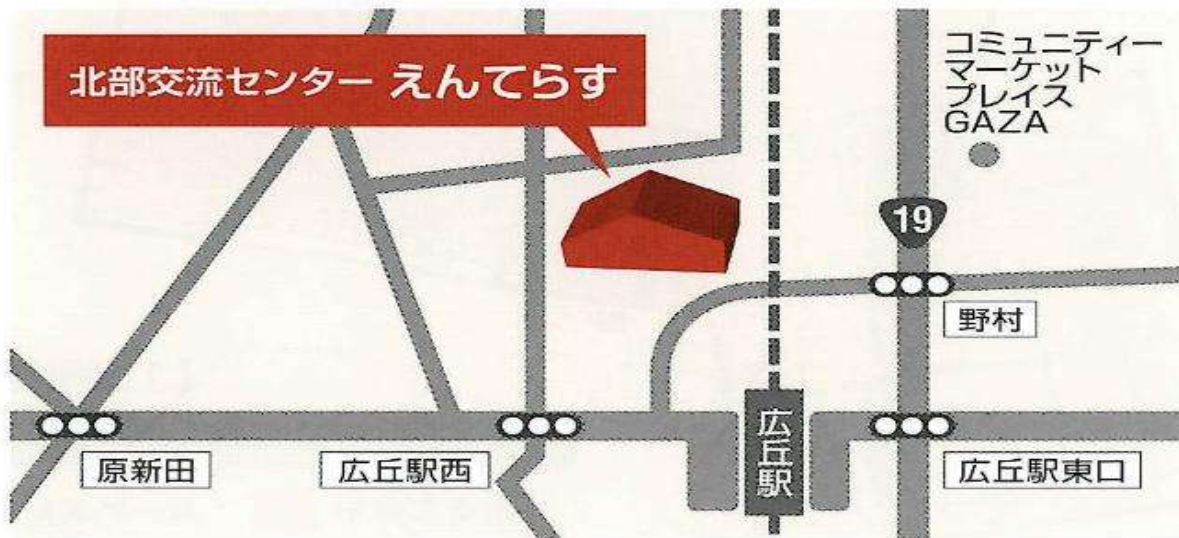 北部交流センター えんてらす
コミュニティー
マーケット
プレイス
GAZA
19
野村
広丘駅
原新田
広丘駅西
広丘駅東口